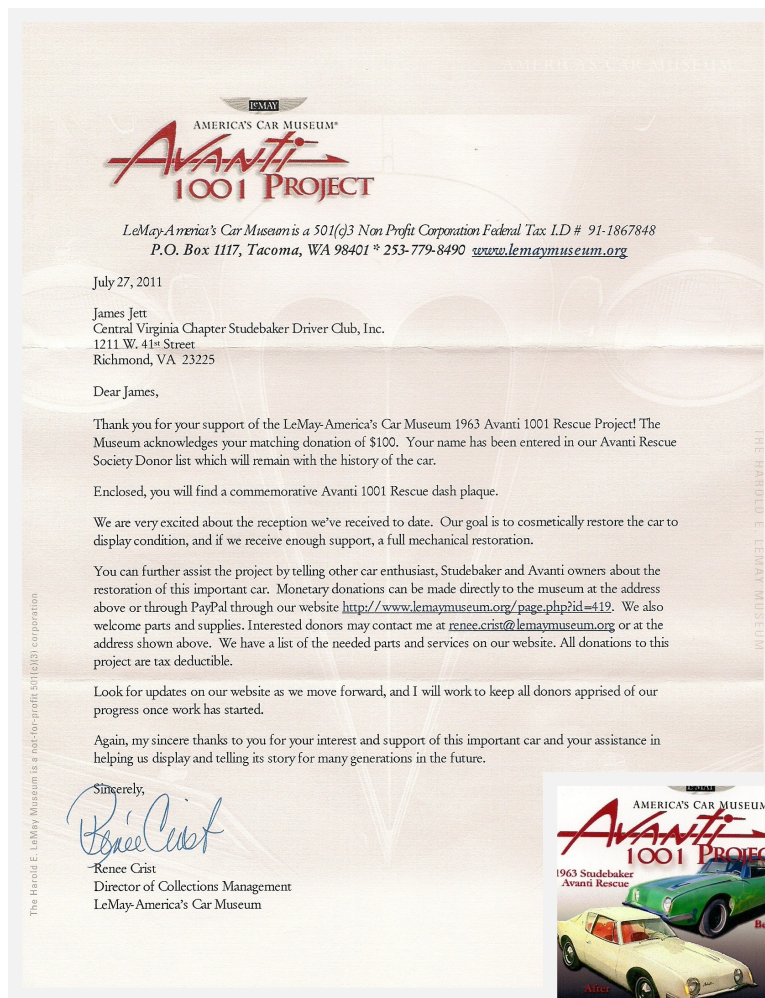 AMERICA'S CAR MUSEUM
LeMAY
AMERICA'S CAR MUSEUM®
AVANTI
1001 PROJECT
LeMay-America's Car Museum is a 501(c)3 Non Profit Corporation Federal Tax I.D # 91-1867848
P.O. Box 1117, Tacoma, WA 98401 * 253-779-8490 www.lemaymuseum.org
July 27, 2011
James Jett
Central Virginia Chapter Studebaker Driver Club, Inc.
1211 W. 41st Street
Richmond, VA 23225
Dear James,
Thank you for your support of the LeMay-America's Car Museum 1963 Avanti 1001 Rescue Project! The
Museum acknowledges your matching donation of $100. Your name has been entered in our Avanti Rescue
Society Donor list which will remain with the history of the car.
Enclosed, you will find a commemorative Avanti 1001 Rescue dash plaque.
We are very excited about the reception we've received to date. Our goal is to cosmetically restore the car to
display condition, and if we receive enough support, a full mechanical restoration.
You can further assist the project by telling other car enthusiast, Studebaker and Avanti owners about the
restoration of this important car. Monetary donations can be made directly to the museum at the address
above or through PayPal through our website http://www.lemaymuseum.org/page.php?id=419. We also
welcome parts and supplies. Interested donors may contact me at renee.crist@lemaymuseum.org or at the
address shown above. We have a list of the needed parts and services on our website. All donations to this
project are tax deductible.
Look for updates on our website as we move forward, and I will work to keep all donors apprised of our
progress once work has started.
Again, my sincere thanks to you for your interest and support of this important car and your assistance in
helping us display and telling its story for many generations in the future.
Sincerely,
Renée Crist
Renee Crist
Director of Collections Management
LeMay-America's Car Museum
The Harold E. LeMay Museum is a not-for-profit 501(c)(3) corporation
THE HAROLD E. LEMAY MUSEUM
LeMAY
AMERICA'S CAR MUSEUM
AVANTI
1001 PROJEC
1963 Studebaker
Avanti Rescue
Be
After